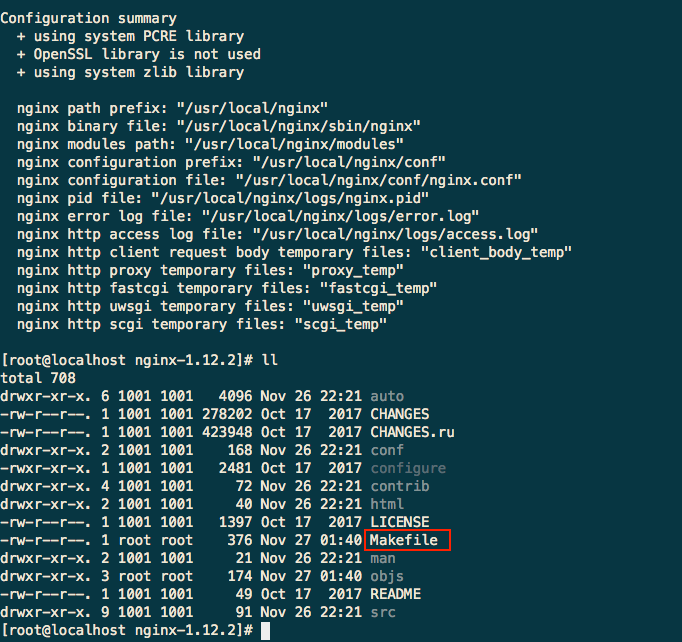 Configuration summary
  + using system PCRE library
  + OpenSSL library is not used
  + using system zlib library

  nginx path prefix: "/usr/local/nginx"
  nginx binary file: "/usr/local/nginx/sbin/nginx"
  nginx modules path: "/usr/local/nginx/modules"
  nginx configuration prefix: "/usr/local/nginx/conf"
  nginx configuration file: "/usr/local/nginx/conf/nginx.conf"
  nginx pid file: "/usr/local/nginx/logs/nginx.pid"
  nginx error log file: "/usr/local/nginx/logs/error.log"
  nginx http access log file: "/usr/local/nginx/logs/access.log"
  nginx http client request body temporary files: "client_body_temp"
  nginx http proxy temporary files: "proxy_temp"
  nginx http fastcgi temporary files: "fastcgi_temp"
  nginx http uwsgi temporary files: "uwsgi_temp"
  nginx http scgi temporary files: "scgi_temp"

[root@localhost nginx-1.12.2]# ll
total 708
drwxr-xr-x. 6 1001 1001   4096 Nov 26 22:21 auto
-rw-r--r--. 1 1001 1001 278202 Oct 17  2017 CHANGES
-rw-r--r--. 1 1001 1001 423948 Oct 17  2017 CHANGES.ru
drwxr-xr-x. 2 1001 1001    168 Nov 26 22:21 conf
-rwxr-xr-x. 1 1001 1001   2481 Oct 17  2017 configure
drwxr-xr-x. 4 1001 1001     72 Nov 26 22:21 contrib
drwxr-xr-x. 2 1001 1001     40 Nov 26 22:21 html
-rw-r--r--. 1 1001 1001   1397 Oct 17  2017 LICENSE
-rw-r--r--. 1 root root    376 Nov 27 01:40 Makefile
drwxr-xr-x. 2 1001 1001     21 Nov 26 22:21 man
drwxr-xr-x. 3 root root    174 Nov 27 01:40 objs
-rw-r--r--. 1 1001 1001     49 Oct 17  2017 README
drwxr-xr-x. 9 1001 1001     91 Nov 26 22:21 src
[root@localhost nginx-1.12.2]#